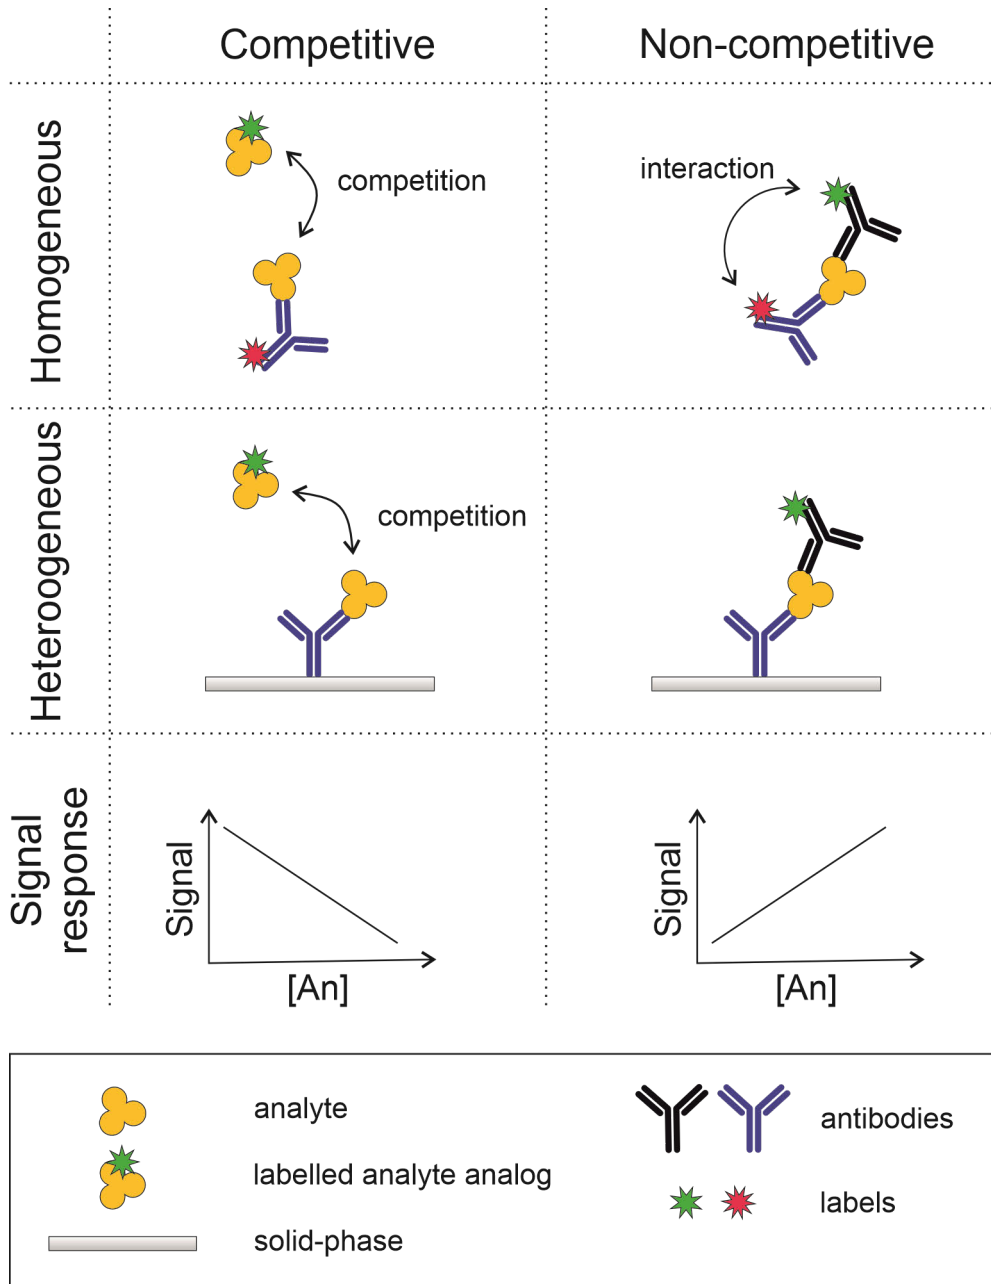 Competitive
Non-competitive
Homogeneous
competition
interaction
Heteroogeneous
competition
Signal
response
Signal
[An]
Signal
[An]
analyte
labelled analyte analog
solid-phase
antibodies
labels